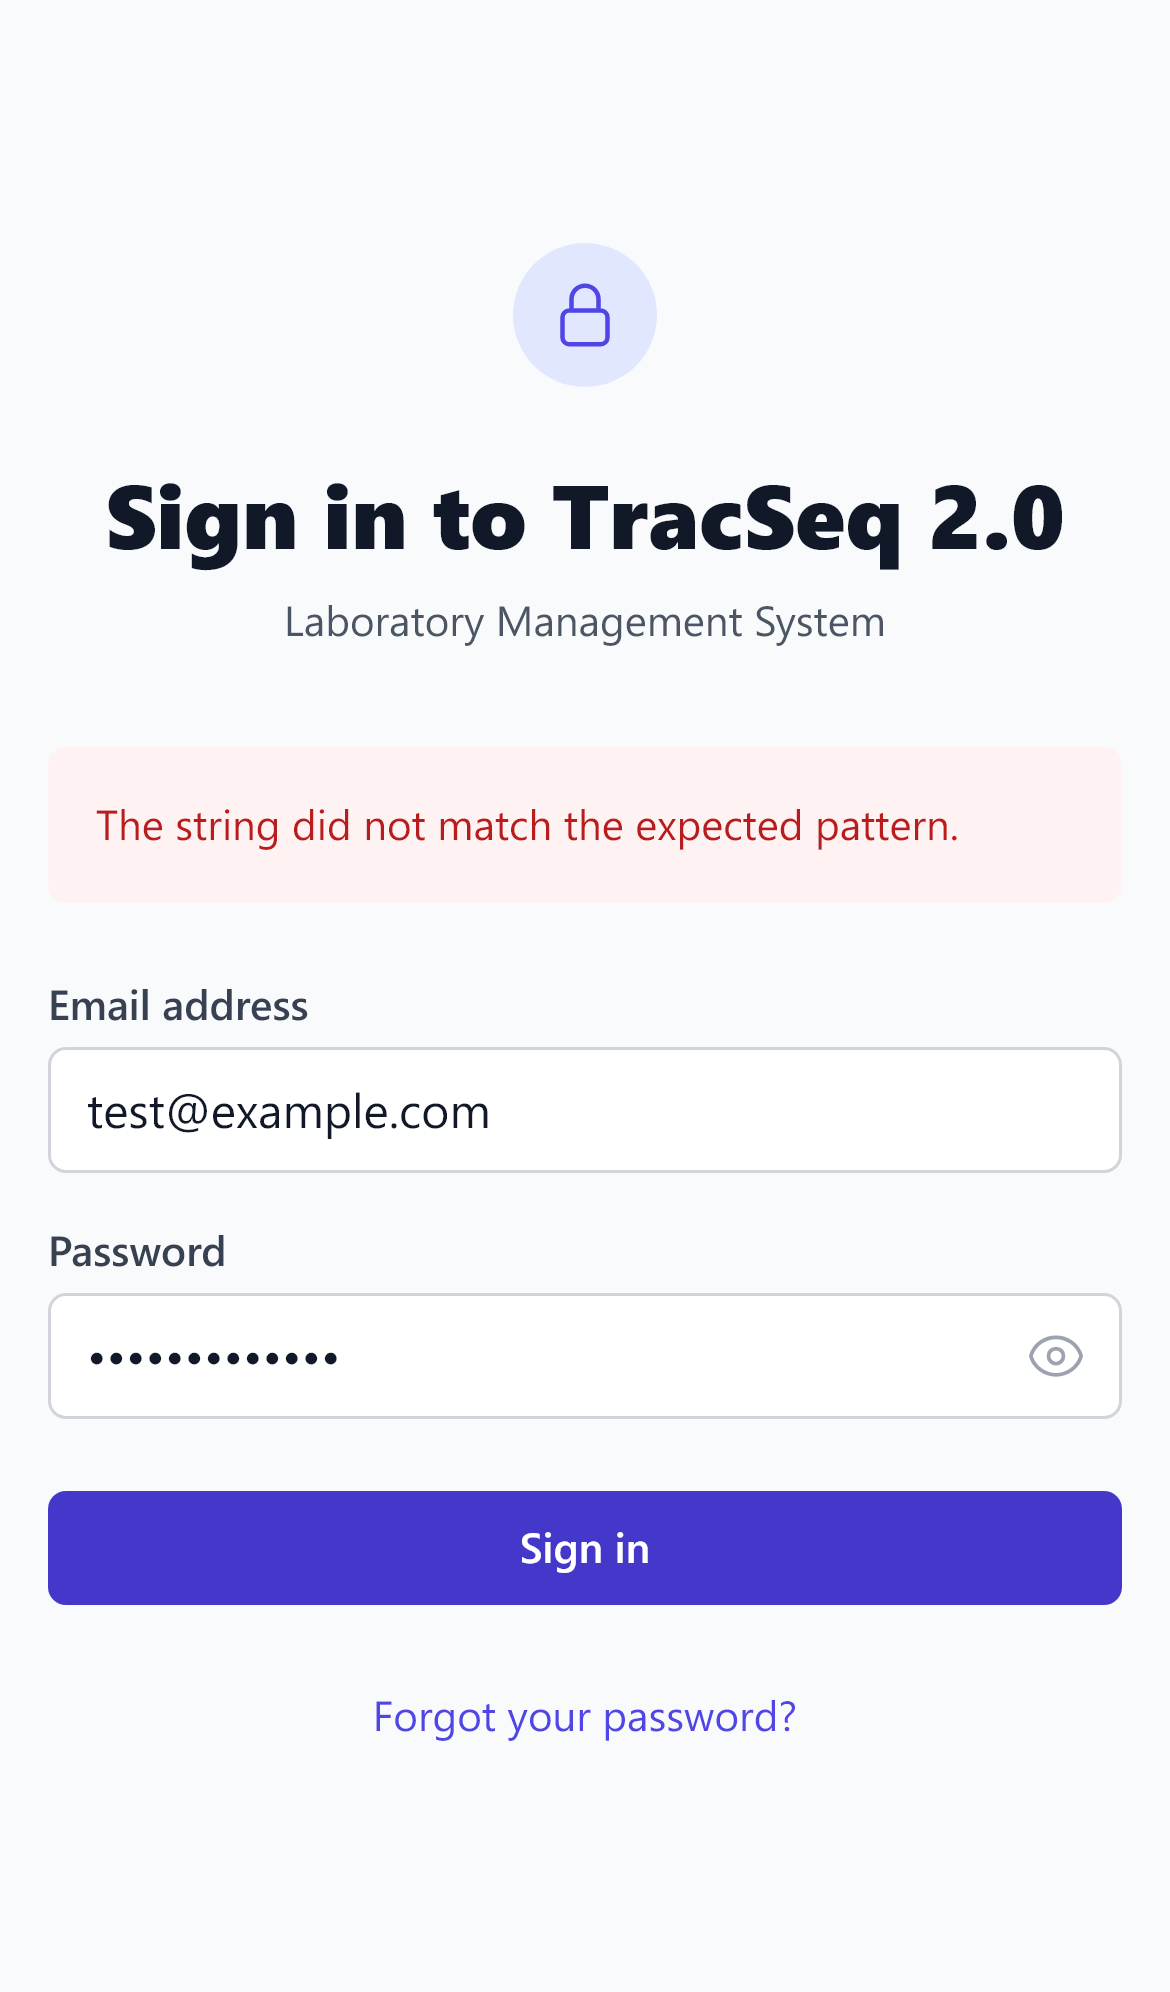 Sign in to TracSeq 2.0
Laboratory Management System
The string did not match the expected pattern.
Email address
test@example.com
Password
•••••••••••••
Sign in
Forgot your password?